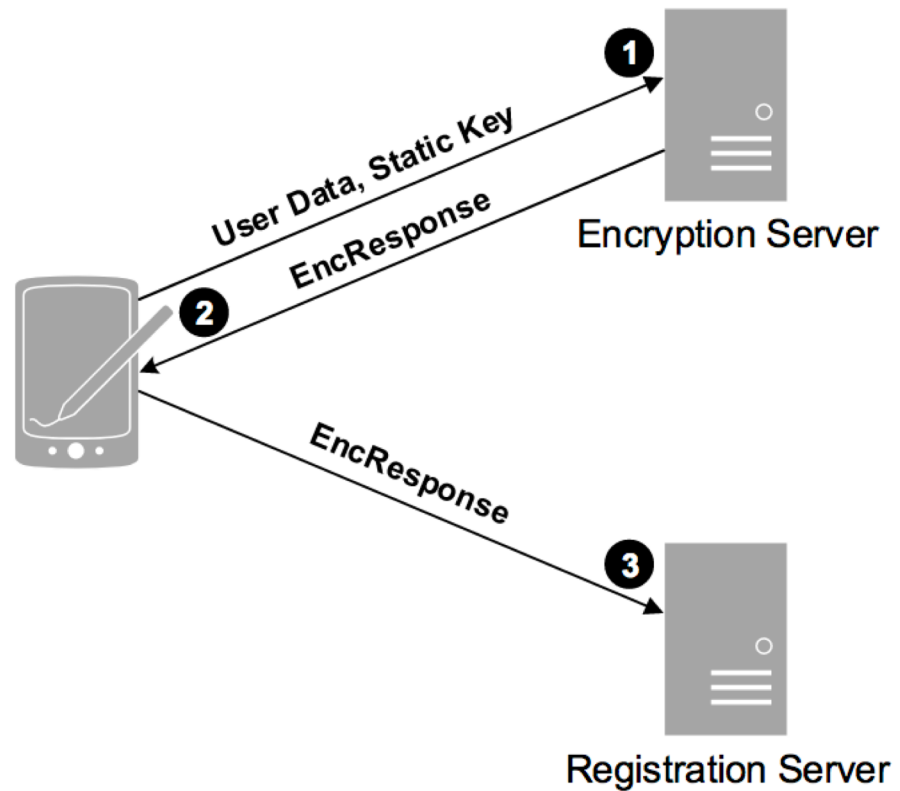 1
User Data, Static Key
EncResponse
Encryption Server
2
EncResponse
3
Registration Server